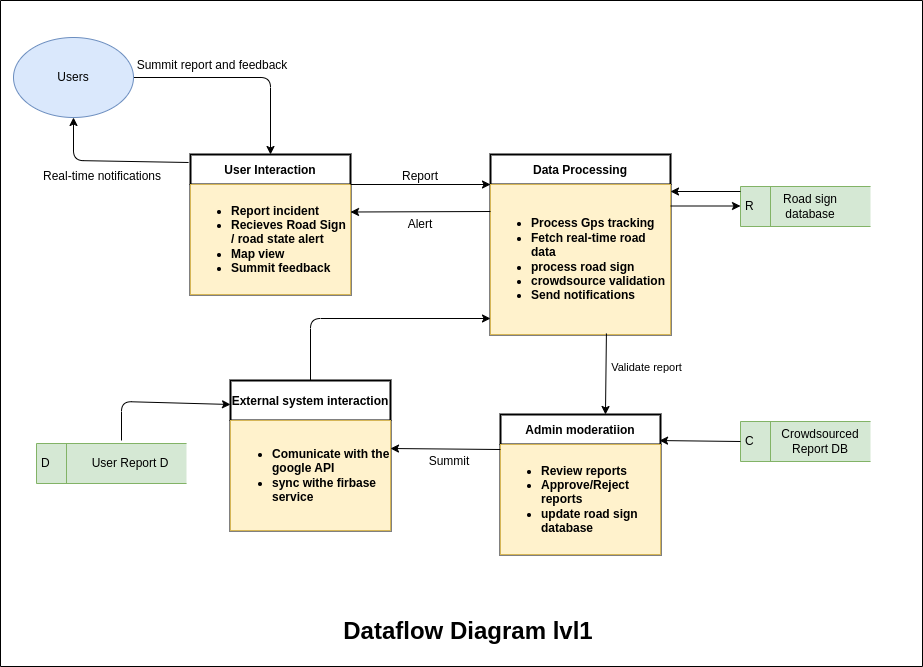 Summit report and feedback
Users
Real-time notifications
User Interaction
• Report incident
• Recieves Road Sign
/ road state alert
• Map view
• Summit feedback
Report
Alert
Data Processing
• Process Gps tracking
• Fetch real-time road
data
• process road sign
• crowdsource validation
• Send notifications
R
Road sign
database
Validate report
External system interaction
• Comunicate with the
google API
• sync withe firbase
service
D
User Report D
Summit
Admin moderatiion
• Review reports
• Approve/Reject
reports
• update road sign
database
C
Crowdsourced
Report DB
Dataflow Diagram lvl1